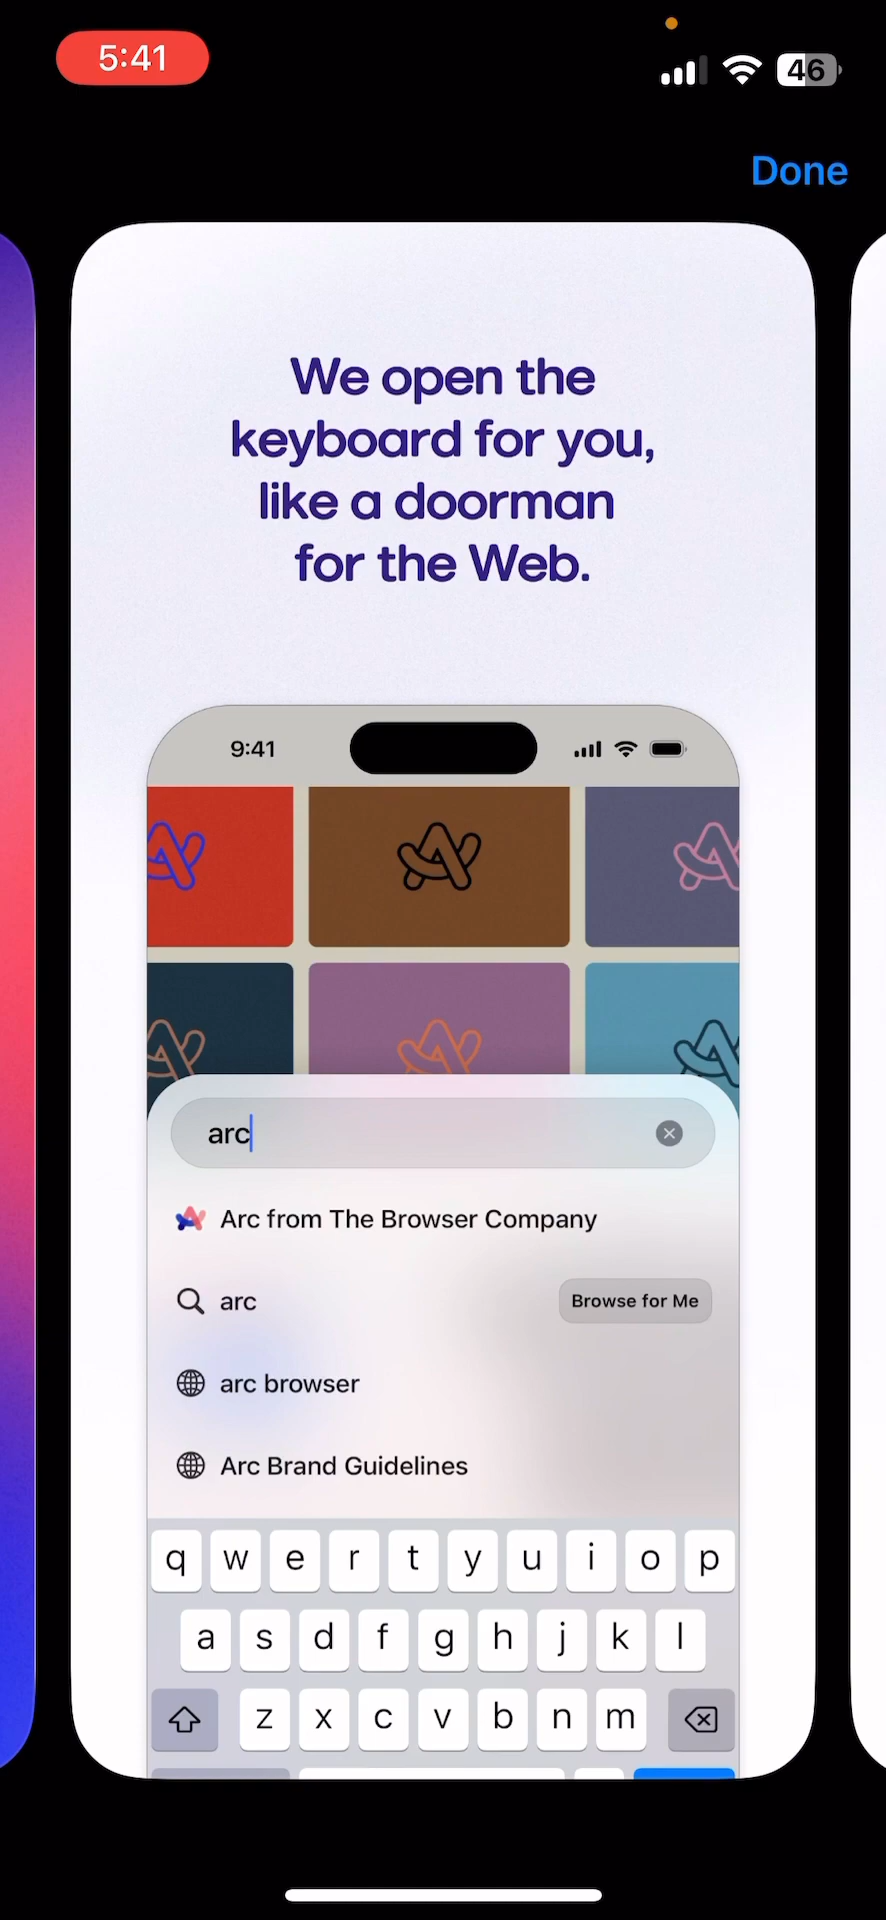 5:41
46
Done
We open the
keyboard for you,
like a doorman
for the Web.
9:41
arc
Arc from The Browser Company
arc
Browse for Me
arc browser
Arc Brand Guidelines
q w e r t y u i o p
a s d f g h j k l
z x c v b n m